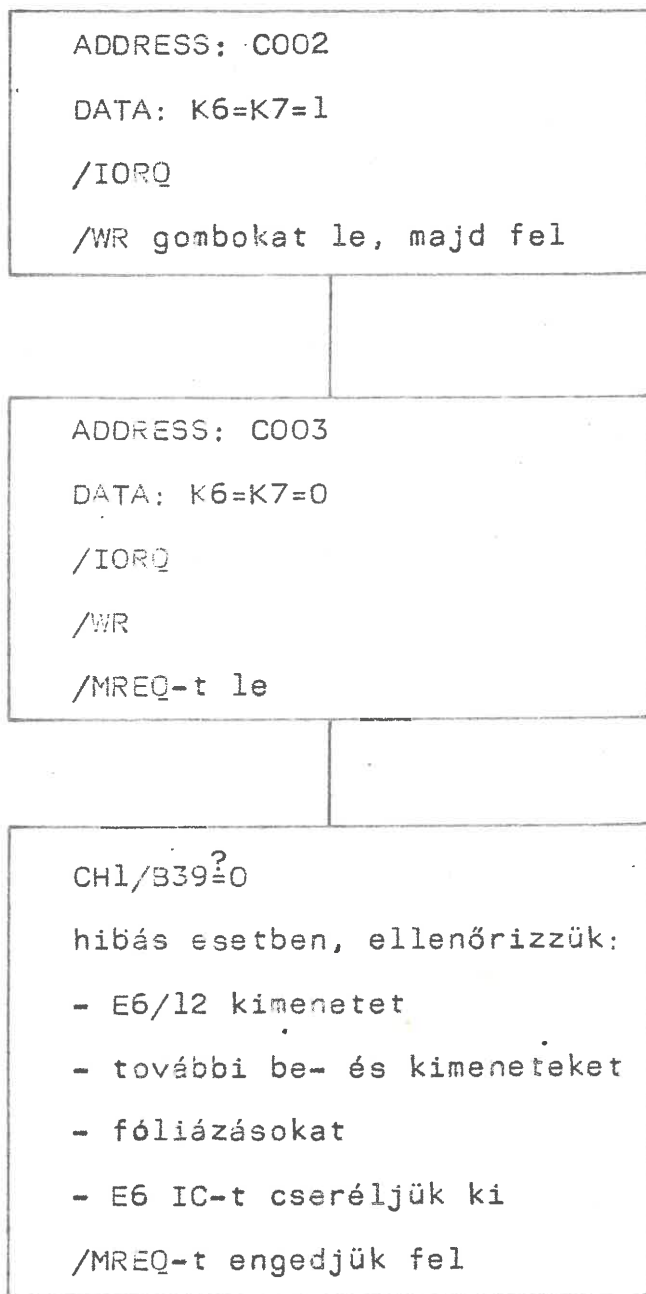 ADDRESS: C002
DATA: K6=K7=1
/IORQ
/WR gombokat le, majd fel
ADDRESS: C003
DATA: K6=K7=0
/IORQ
/WR
/MREQ-t le
CH1/B39≟0
hibás esetben, ellenőrizzük:
- E6/12 kimenetet
- további be- és kimeneteket
- fóliázásokat
- E6 IC-t cseréljük ki
/MREQ-t engedjük fel